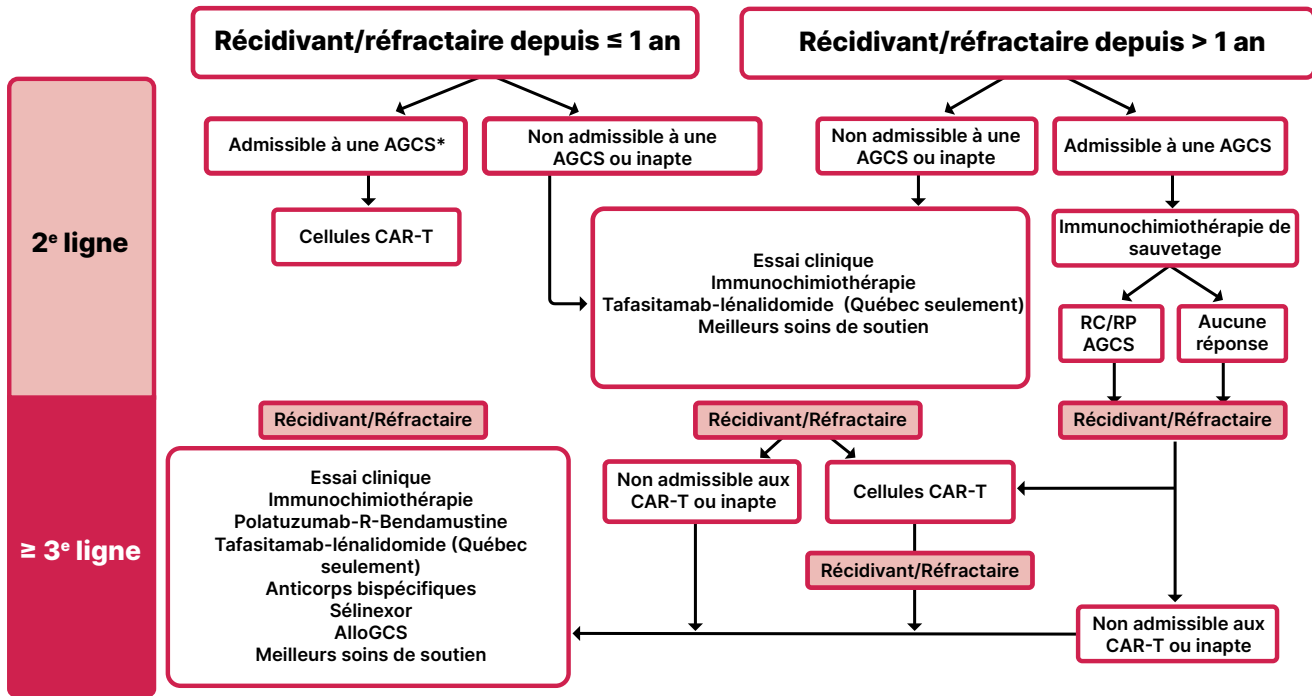 Récidivant/réfractaire depuis ≤ 1 an
Récidivant/réfractaire depuis > 1 an
2e ligne
Admissible à une AGCS*
Non admissible à une
AGCS ou inapte
Non admissible à une
AGCS ou inapte
Admissible à une AGCS
Cellules CAR-T
Essai clinique
Immunochimiothérapie
Tafasitamab-lénalidomide (Québec seulement)
Meilleurs soins de soutien
Immunochimiothérapie de
sauvetage
RC/RP
AGCS
Aucune
réponse
≥ 3e ligne
Récidivant/Réfractaire
Récidivant/Réfractaire
Récidivant/Réfractaire
Essai clinique
Immunochimiothérapie
Polatuzumab-R-Bendamustine
Tafasitamab-lénalidomide (Québec
seulement)
Anticorps bispécifiques
Sélinexor
AlloGCS
Meilleurs soins de soutien
Non admissible aux
CAR-T ou inapte
Cellules CAR-T
Récidivant/Réfractaire
Non admissible aux
CAR-T ou inapte